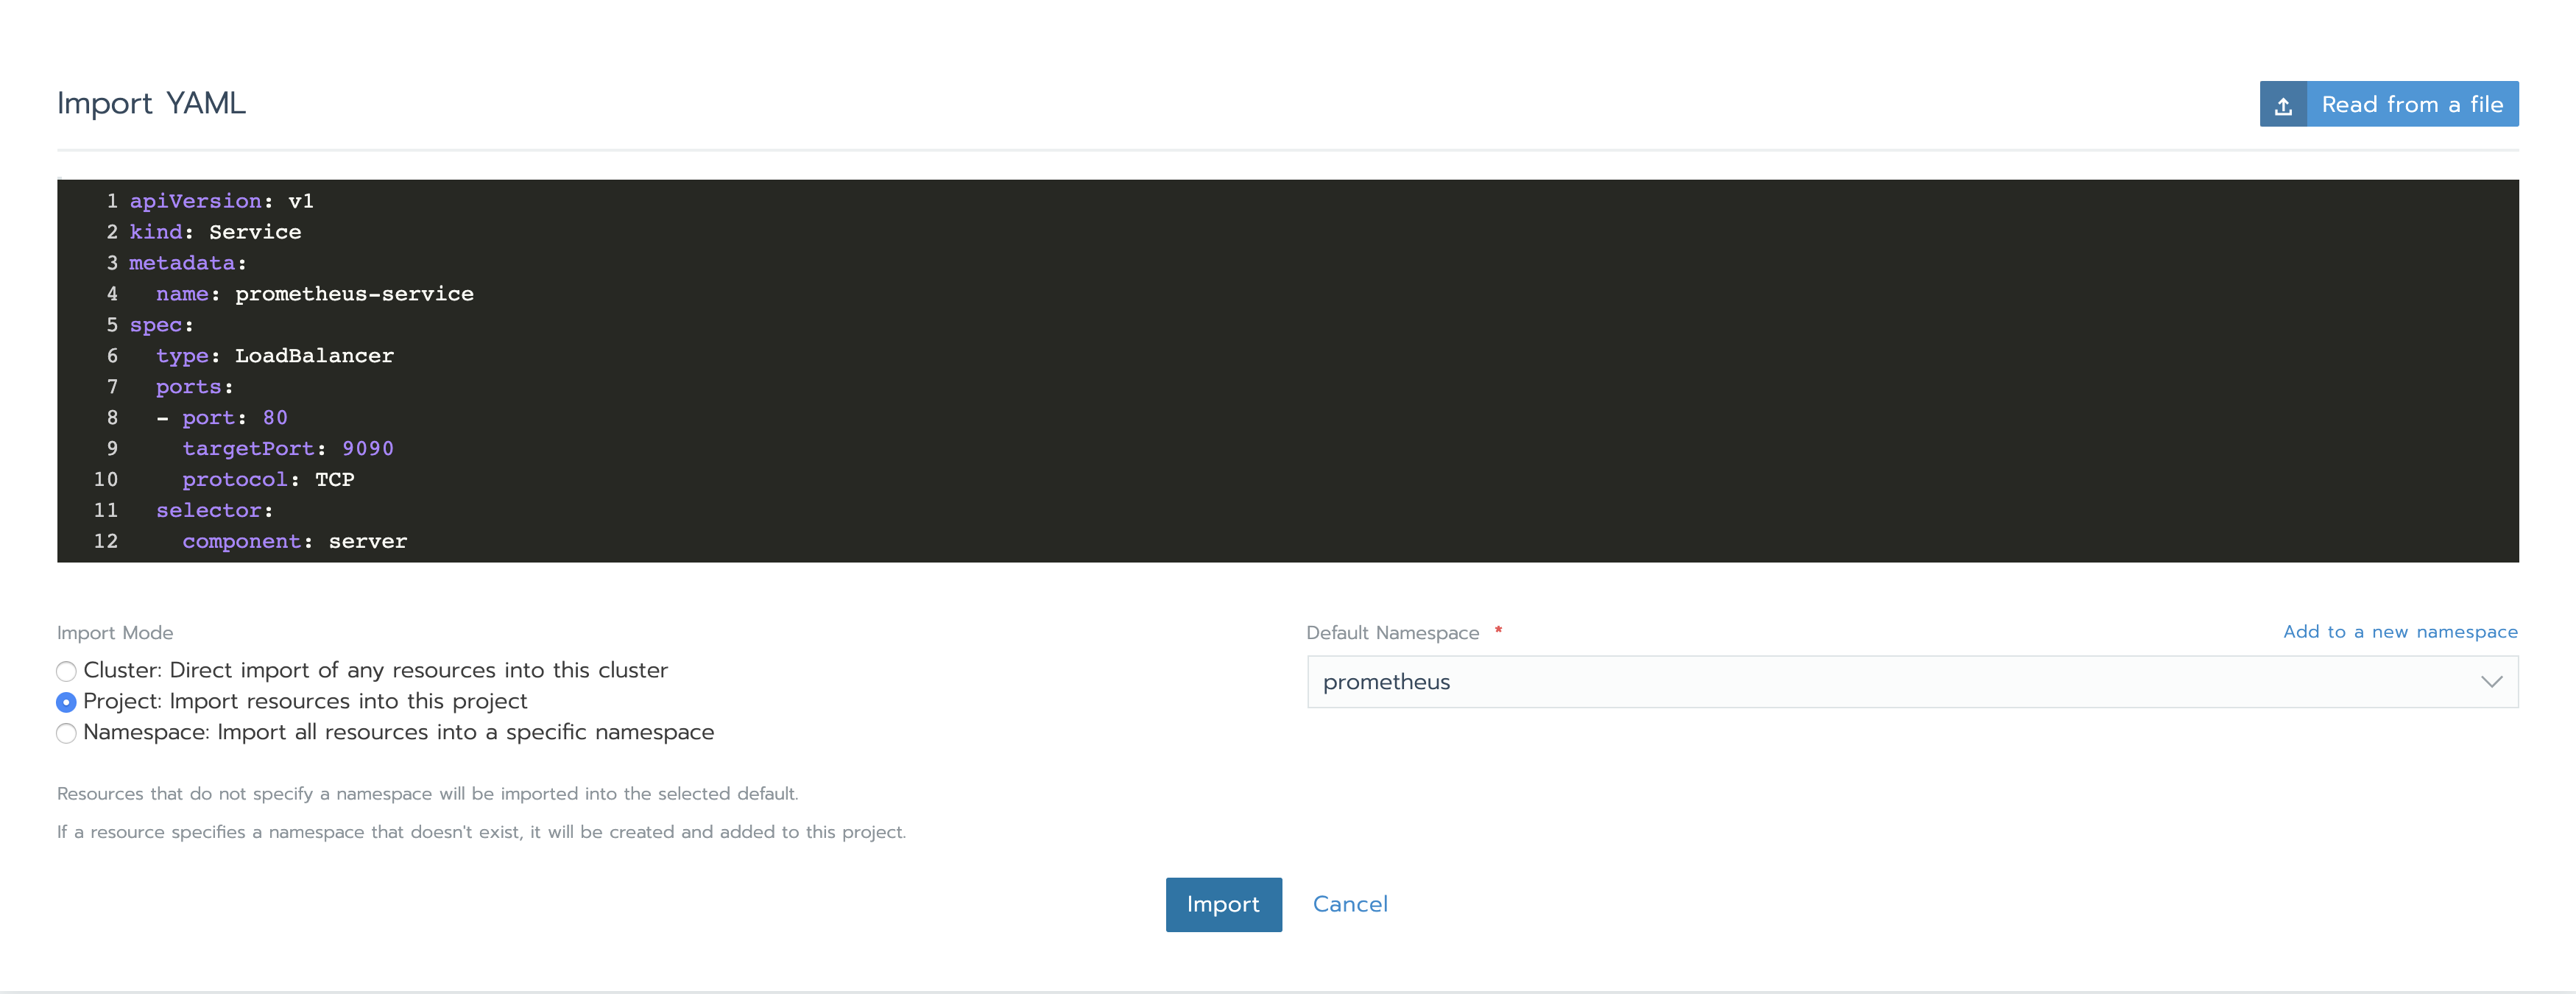 Import YAML
Read from a file
1 apiVersion: v1
2 kind: Service
3 metadata:
4   name: prometheus-service
5 spec:
6   type: LoadBalancer
7   ports:
8   - port: 80
9     targetPort: 9090
10     protocol: TCP
11   selector:
12     component: server
Import Mode
Cluster: Direct import of any resources into this cluster
Project: Import resources into this project
Namespace: Import all resources into a specific namespace
Default Namespace *
Add to a new namespace
prometheus
Resources that do not specify a namespace will be imported into the selected default.
If a resource specifies a namespace that doesn't exist, it will be created and added to this project.
Import
Cancel